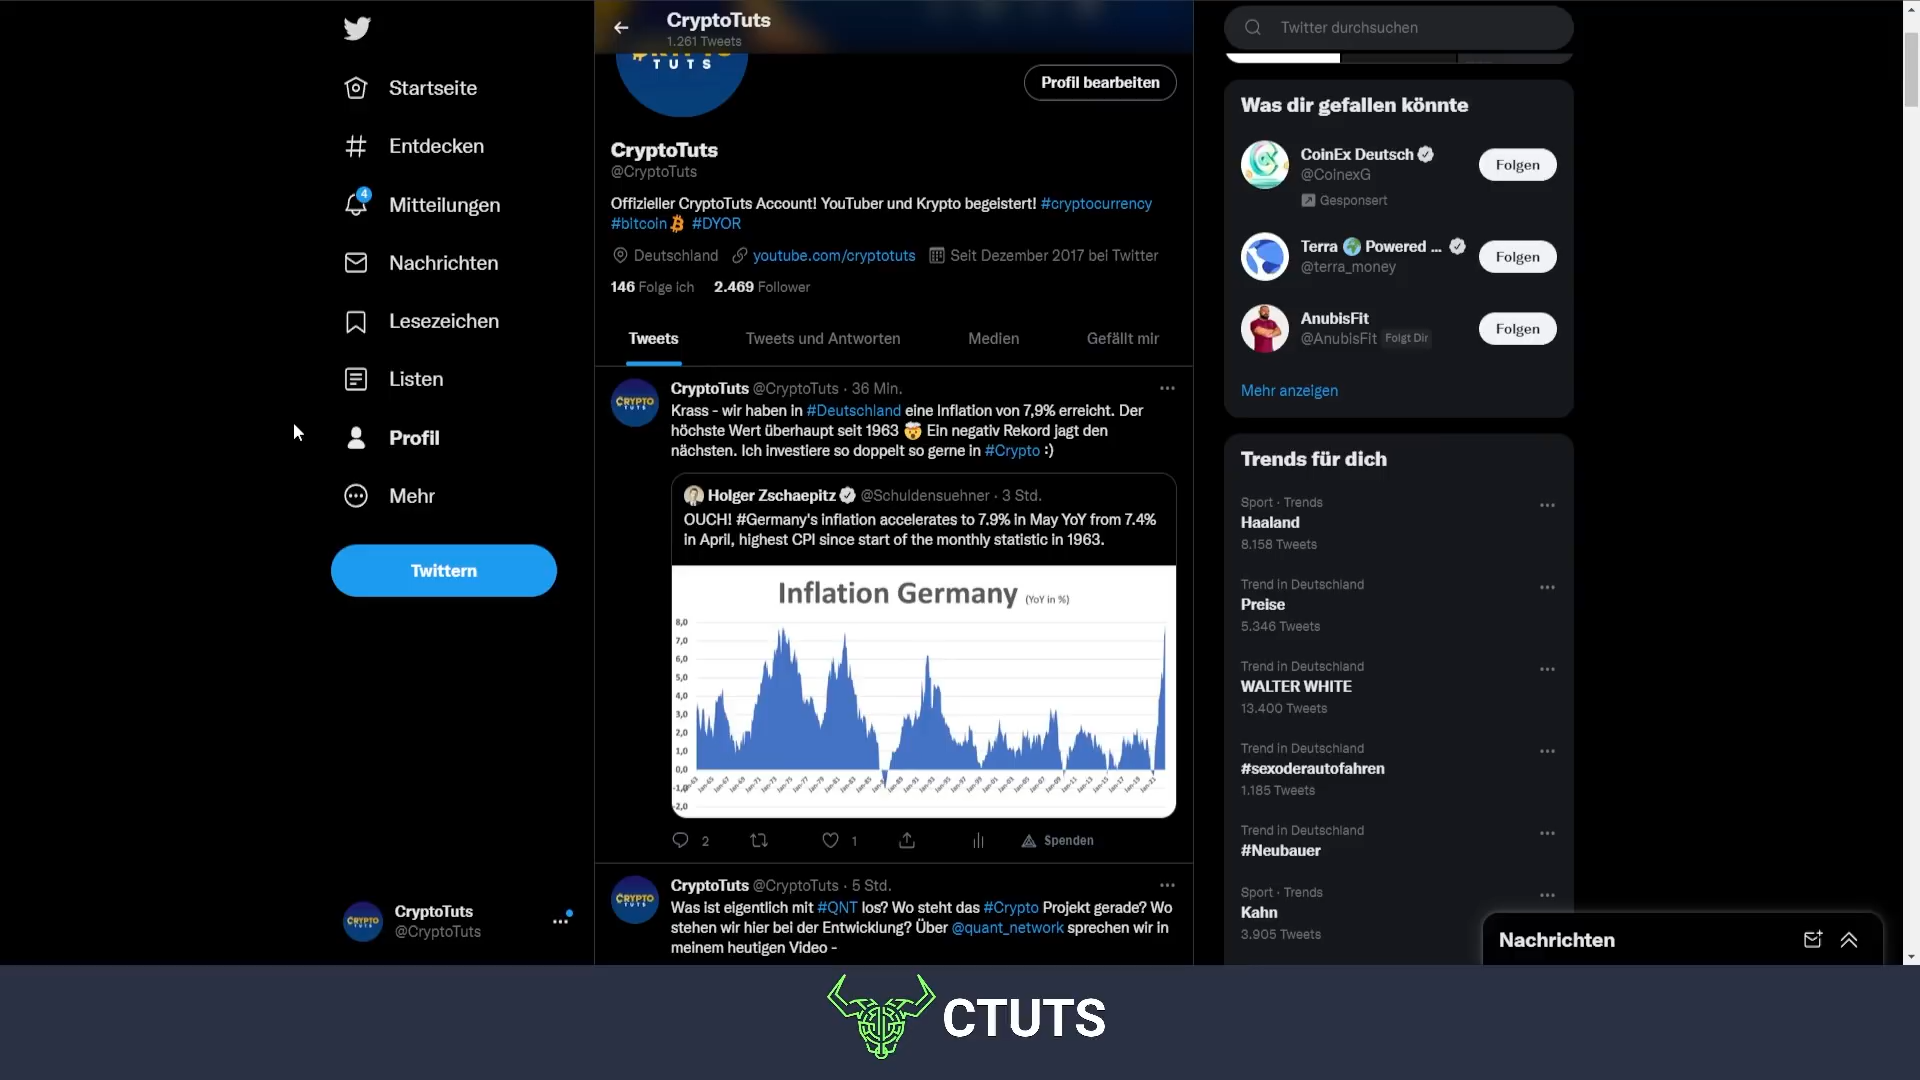 Startseite
Entdecken
4
Mitteilungen
Nachrichten
Lesezeichen
Listen
Profil
Mehr
Twittern
CryptoTuts
@CryptoTuts
CryptoTuts
1.261 Tweets
TUTS
Profil bearbeiten
CryptoTuts
@CryptoTuts
Offizieller CryptoTuts Account! YouTuber und Krypto begeistert! #cryptocurrency
#bitcoin #DYOR
Deutschland youtube.com/cryptotuts Seit Dezember 2017 bei Twitter
146 Folge ich 2.469 Follower
Tweets Tweets und Antworten Medien Gefällt mir
CRYPTO
TUTS
CryptoTuts @CryptoTuts · 36 Min.
Krass - wir haben in #Deutschland eine Inflation von 7,9% erreicht. Der
höchste Wert überhaupt seit 1963 🤯 Ein negativ Rekord jagt den
nächsten. Ich investiere so doppelt so gerne in #Crypto :)
Holger Zschaepitz @Schuldensuehner · 3 Std.
OUCH! #Germany's inflation accelerates to 7.9% in May YoY from 7.4%
in April, highest CPI since start of the monthly statistic in 1963.
Inflation Germany (YoY in %)
8,0
7,0
6,0
5,0
4,0
3,0
2,0
1,0
0,0
-1,0
-2,0
2 1 Spenden
CRYPTO
TUTS
CryptoTuts @CryptoTuts · 5 Std.
Was ist eigentlich mit #QNT los? Wo steht das #Crypto Projekt gerade? Wo
stehen wir hier bei der Entwicklung? Über @quant_network sprechen wir in
meinem heutigen Video -
Twitter durchsuchen
Was dir gefallen könnte
CoinEx Deutsch
@CoinexG
Gesponsert
Folgen
Terra Powered ...
@terra_money
Folgen
AnubisFit
@AnubisFit Folgt Dir
Folgen
Mehr anzeigen
Trends für dich
Sport · Trends
Haaland
8.158 Tweets
Trend in Deutschland
Preise
5.346 Tweets
Trend in Deutschland
WALTER WHITE
13.400 Tweets
Trend in Deutschland
#sexoderautofahren
1.185 Tweets
Trend in Deutschland
#Neubauer
Sport · Trends
Kahn
3.905 Tweets
Nachrichten
CTUTS